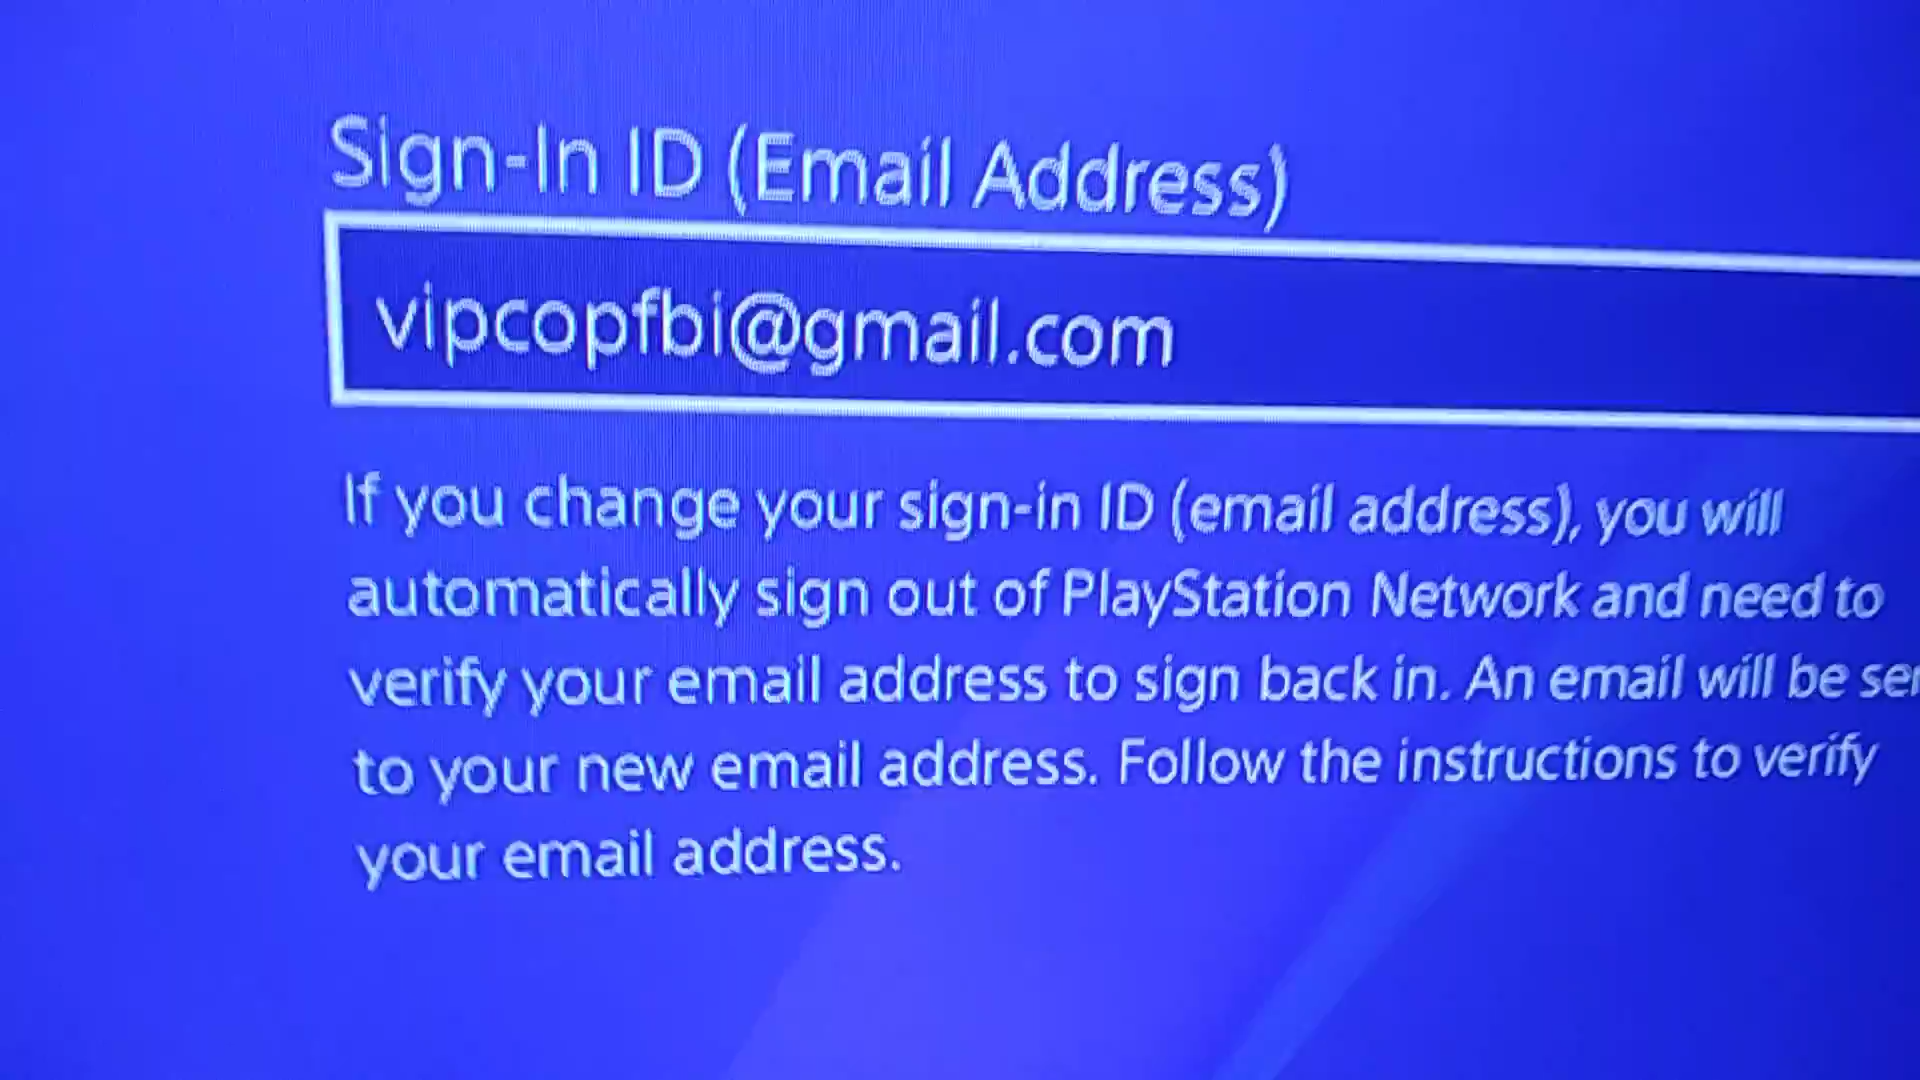 Sign-In ID (Email Address)
vipcopfbi@gmail.com
If you change your sign-in ID (email address), you will
automatically sign out of PlayStation Network and need to
verify your email address to sign back in. An email will be
to your new email address. Follow the instructions to verify
your email address.